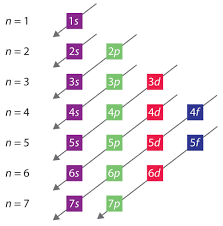 n = 1 1s
n = 2 2s 2p
n = 3 3s 3p 3d
n = 4 4s 4p 4d 4f
n = 5 5s 5p 5d 5f
n = 6 6s 6p 6d
n = 7 7s 7p